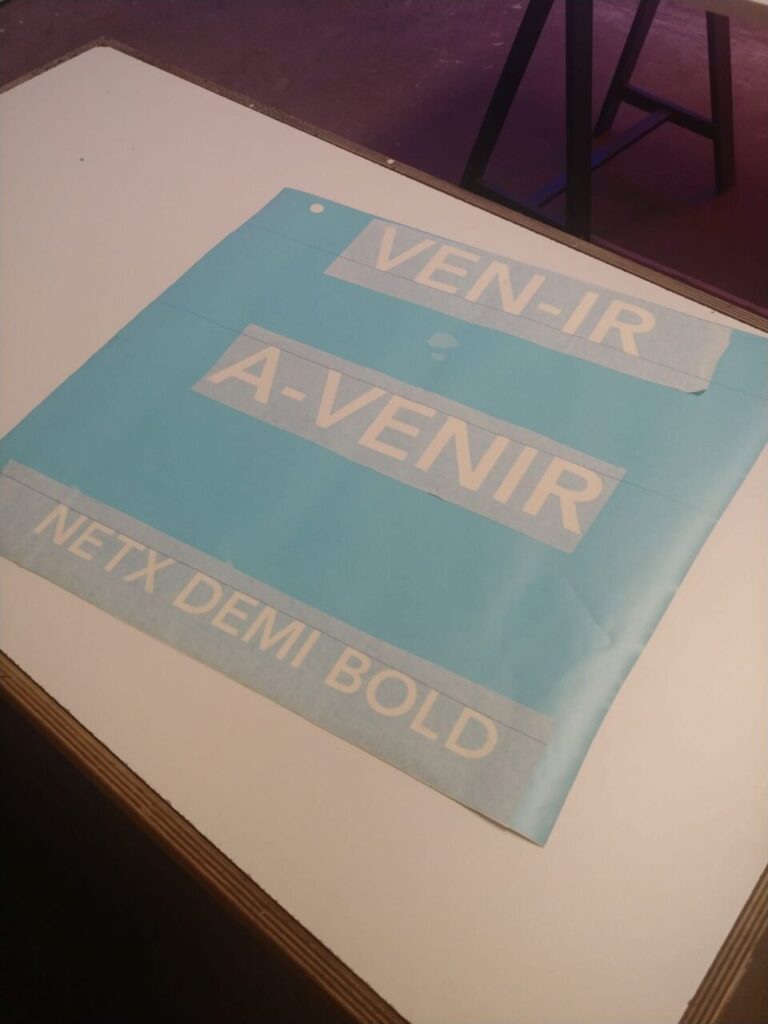 VEN-IR
A-VENIR
NETX DEMI BOLD